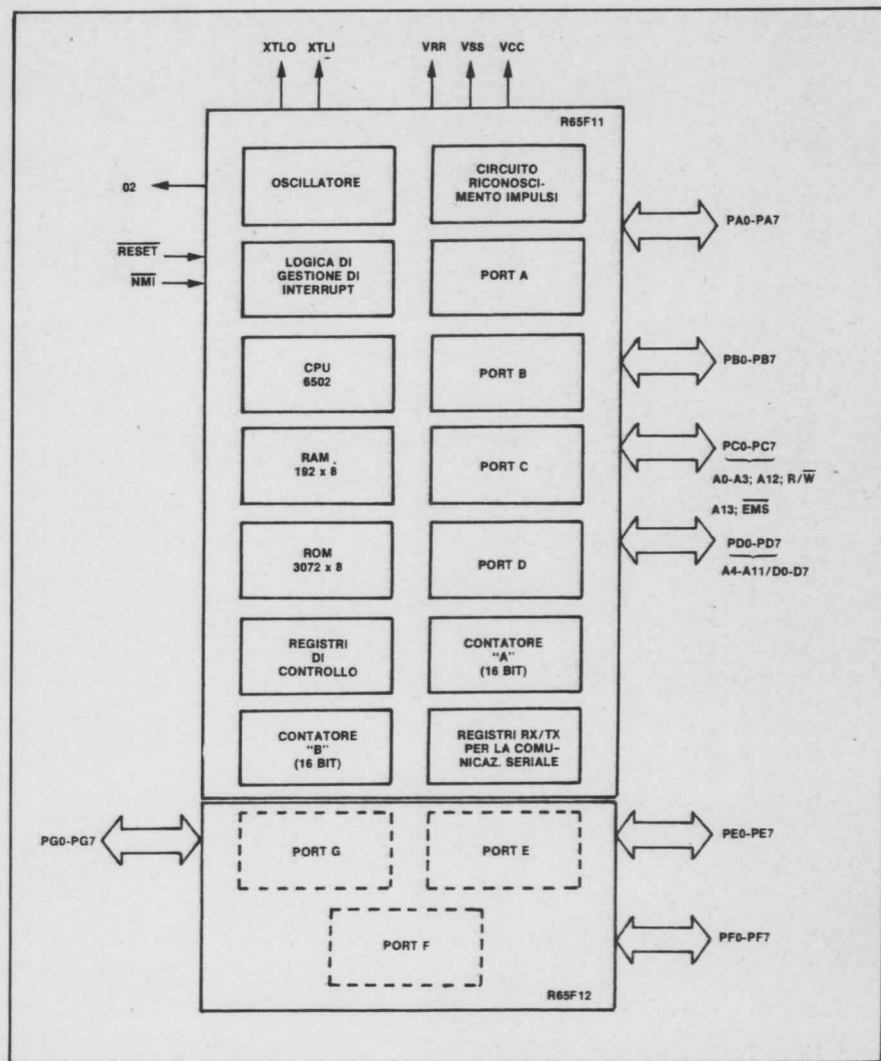 XTLO XTLI VRR VSS VCC
R65F11
OSCILLATORE
CIRCUITO
RICONOSCI-
MENTO IMPULSI
02
PA0-PA7
RESET
NMI
LOGICA DI
GESTIONE DI
INTERRUPT
PORT A
CPU
6502
PORT B
PB0-PB7
RAM
192 x 8
PORT C
PC0-PC7
A0-A3; A12; R/W
A13; EMS
ROM
3072 x 8
PORT D
PD0-PD7
A4-A11/D0-D7
REGISTRI
DI
CONTROLLO
CONTATORE
"A"
(16 BIT)
CONTATORE
"B"
(16 BIT)
REGISTRI RX/TX
PER LA COMU-
NICAZ. SERIALE
PG0-PG7
PORT G
PORT E
PE0-PE7
PORT F
PF0-PF7
R65F12